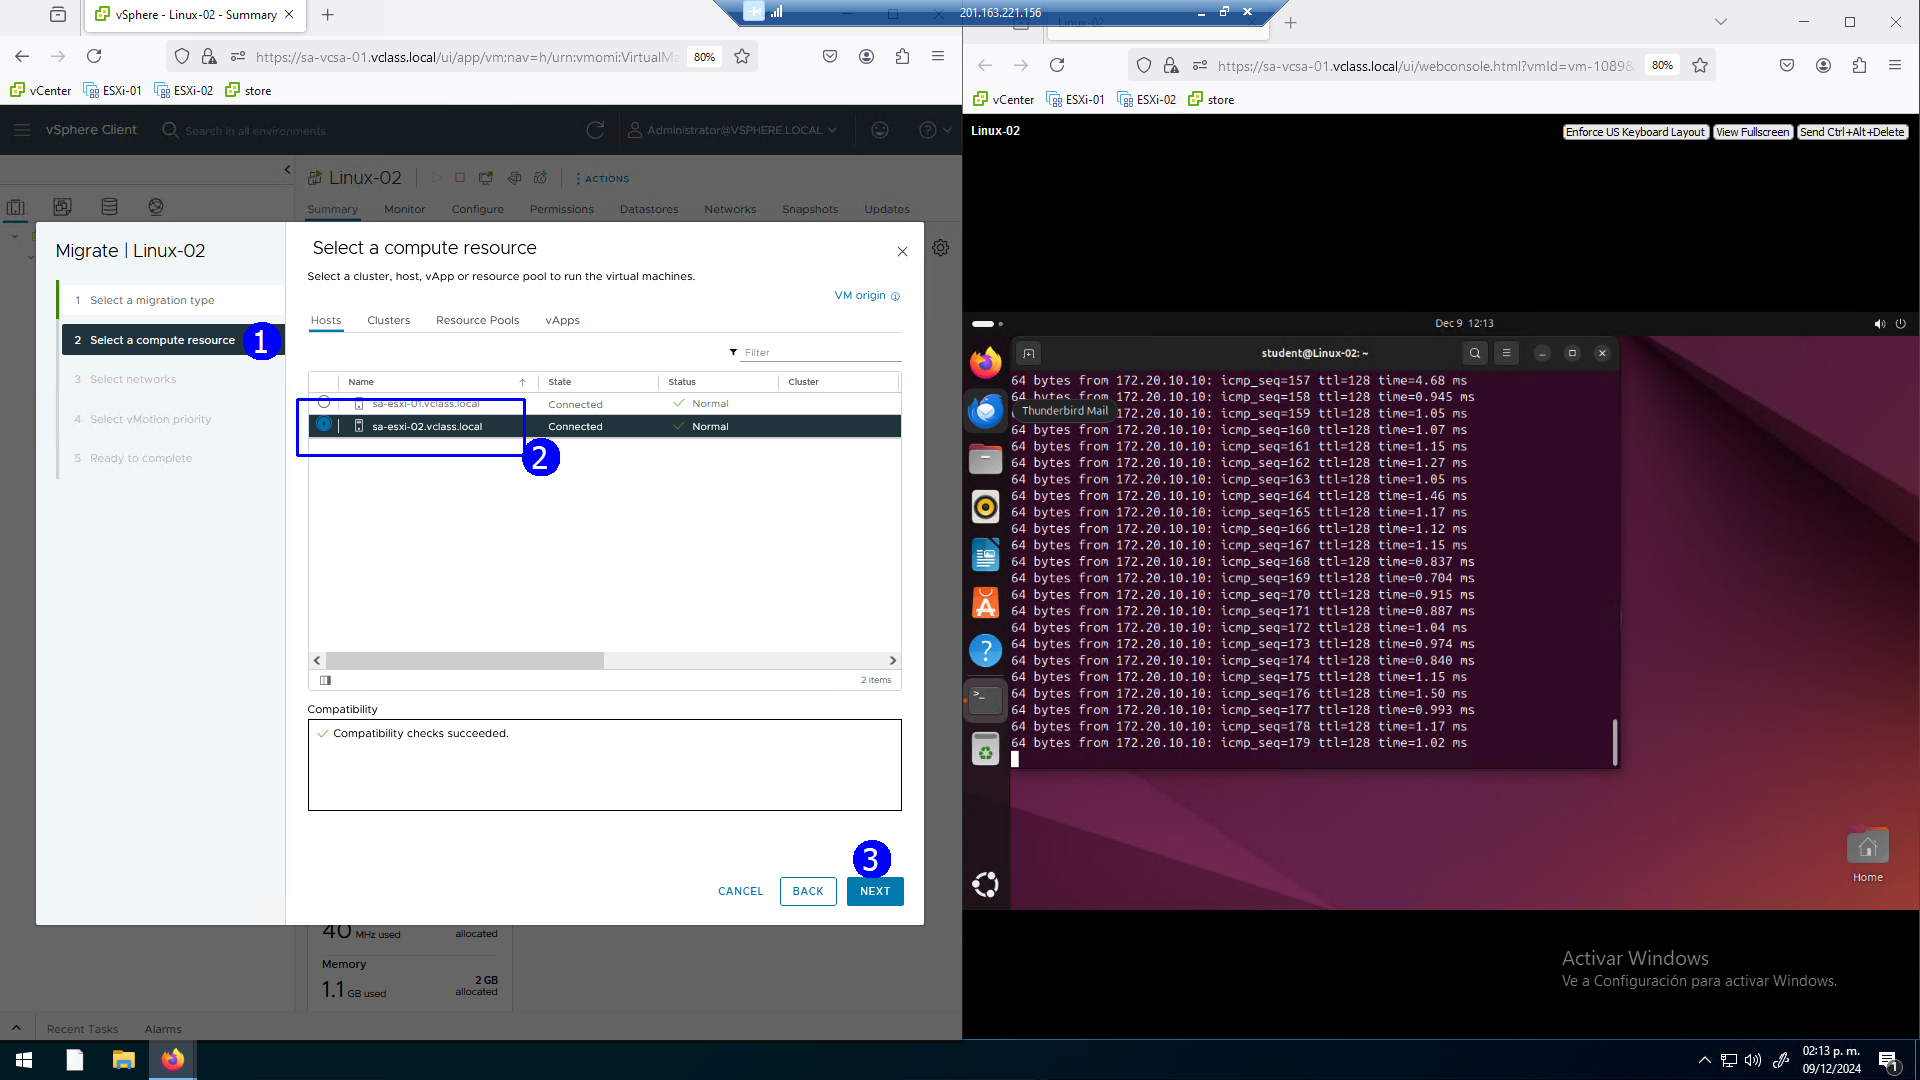 vSphere - Linux-02 - Summary
201.163.221.156
Linux-02
https://sa-vcsa-01.vclass.local/ui/app/vm;nav=h/urn:vmomi:VirtualMa
80%
https://sa-vcsa-01.vclass.local/ui/webconsole.html?vmId=vm-1089&
80%
vCenter
ESXi-01
ESXi-02
store
vCenter
ESXi-01
ESXi-02
store
vSphere Client
Search in all environments
Administrator@VSPHERE.LOCAL
Linux-02
Enforce US Keyboard Layout
View Fullscreen
Send Ctrl+Alt+Delete
Linux-02
ACTIONS
Summary
Monitor
Configure
Permissions
Datastores
Networks
Snapshots
Updates
Migrate | Linux-02
1 Select a migration type
2 Select a compute resource
1
3 Select networks
4 Select vMotion priority
5 Ready to complete
Select a compute resource
Select a cluster, host, vApp or resource pool to run the virtual machines.
VM origin
Hosts
Clusters
Resource Pools
vApps
Filter
Name
State
Status
Cluster
sa-esxi-01.vclass.local
Connected
Normal
sa-esxi-02.vclass.local
Connected
Normal
2
2 items
Compatibility
Compatibility checks succeeded.
3
CANCEL
BACK
NEXT
40 MHz used
allocated
Memory
1.1 GB used
2 GB
allocated
Recent Tasks
Alarms
Dec 9 12:13
student@Linux-02: ~
Thunderbird Mail
64 bytes from 172.20.10.10: icmp_seq=157 ttl=128 time=4.68 ms
64 bytes from 172.20.10.10: icmp_seq=158 ttl=128 time=0.945 ms
64 bytes from 172.20.10.10: icmp_seq=159 ttl=128 time=1.05 ms
64 bytes from 172.20.10.10: icmp_seq=160 ttl=128 time=1.07 ms
64 bytes from 172.20.10.10: icmp_seq=161 ttl=128 time=1.15 ms
64 bytes from 172.20.10.10: icmp_seq=162 ttl=128 time=1.27 ms
64 bytes from 172.20.10.10: icmp_seq=163 ttl=128 time=1.05 ms
64 bytes from 172.20.10.10: icmp_seq=164 ttl=128 time=1.46 ms
64 bytes from 172.20.10.10: icmp_seq=165 ttl=128 time=1.17 ms
64 bytes from 172.20.10.10: icmp_seq=166 ttl=128 time=1.12 ms
64 bytes from 172.20.10.10: icmp_seq=167 ttl=128 time=1.15 ms
64 bytes from 172.20.10.10: icmp_seq=168 ttl=128 time=0.837 ms
64 bytes from 172.20.10.10: icmp_seq=169 ttl=128 time=0.704 ms
64 bytes from 172.20.10.10: icmp_seq=170 ttl=128 time=0.915 ms
64 bytes from 172.20.10.10: icmp_seq=171 ttl=128 time=0.887 ms
64 bytes from 172.20.10.10: icmp_seq=172 ttl=128 time=1.04 ms
64 bytes from 172.20.10.10: icmp_seq=173 ttl=128 time=0.974 ms
64 bytes from 172.20.10.10: icmp_seq=174 ttl=128 time=0.840 ms
64 bytes from 172.20.10.10: icmp_seq=175 ttl=128 time=1.15 ms
64 bytes from 172.20.10.10: icmp_seq=176 ttl=128 time=1.50 ms
64 bytes from 172.20.10.10: icmp_seq=177 ttl=128 time=0.993 ms
64 bytes from 172.20.10.10: icmp_seq=178 ttl=128 time=1.17 ms
64 bytes from 172.20.10.10: icmp_seq=179 ttl=128 time=1.02 ms
Home
Activar Windows
Ve a Configuración para activar Windows.
02:13 p. m.
09/12/2024
1